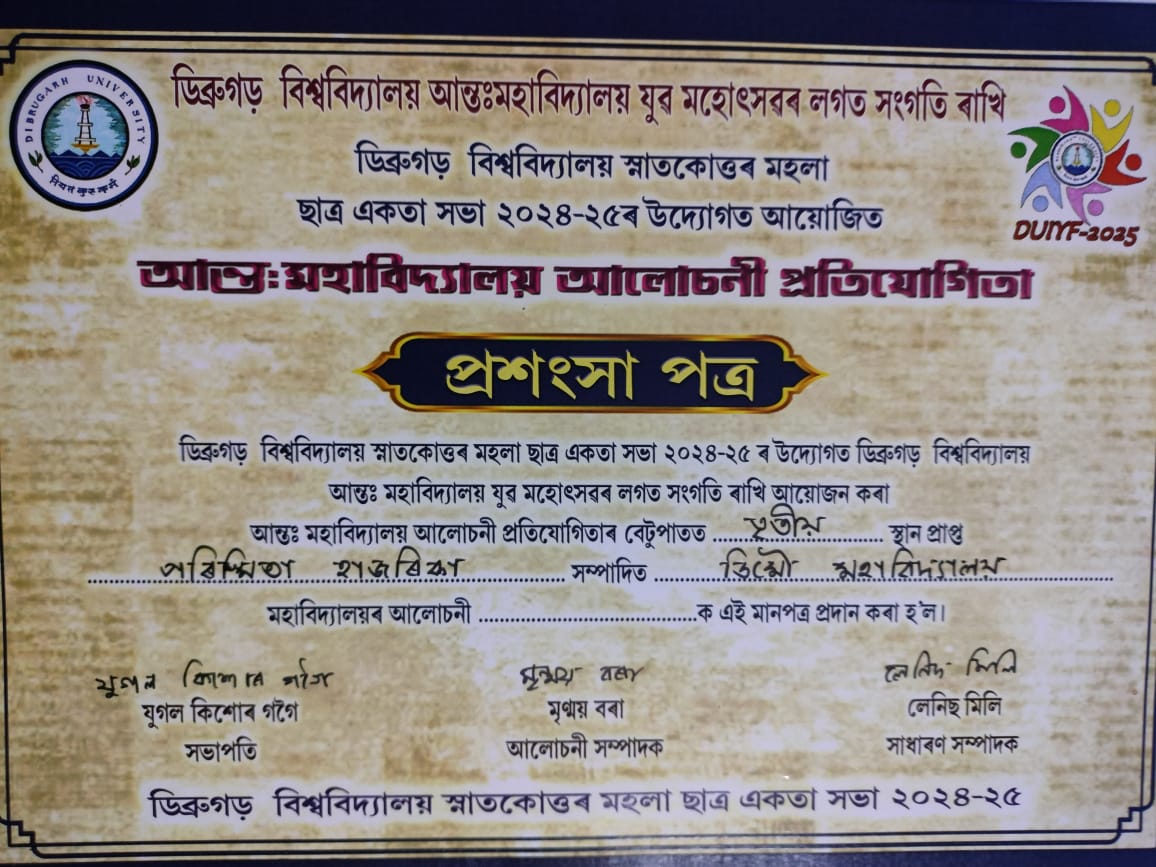 DIBRUGARH UNIVERSITY
नियतं कुरु कर्म
ডিব্ৰুগড় বিশ্ববিদ্যালয় আন্তঃমহাবিদ্যালয় যুৱ মহোৎসৱৰ লগত সংগতি ৰাখি
ডিব্ৰুগড় বিশ্ববিদ্যালয় স্নাতকোত্তৰ মহলা
ছাত্ৰ একতা সভা ২০২৪-২৫ৰ উদ্যোগত আয়োজিত
DUIYF-2025
আন্তঃমহাবিদ্যালয় আলোচনী প্ৰতিযোগিতা
প্ৰশংসা পত্ৰ
ডিব্ৰুগড় বিশ্ববিদ্যালয় স্নাতকোত্তৰ মহলা ছাত্ৰ একতা সভা ২০২৪-২৫ ৰ উদ্যোগত ডিব্ৰুগড় বিশ্ববিদ্যালয়
আন্তঃ মহাবিদ্যালয় যুৱ মহোৎসৱৰ লগত সংগতি ৰাখি আয়োজন কৰা
আন্তঃ মহাবিদ্যালয় আলোচনী প্ৰতিযোগিতাৰ বেটুপাতত তৃতীয় স্থান প্ৰাপ্ত
পৰিস্মিতা হাজৰিকা সম্পাদিত ডিমৌ মহাবিদ্যালয়
মহাবিদ্যালয়ৰ আলোচনী ক এই মানপত্ৰ প্ৰদান কৰা হ'ল।
যুগল কিশোৰ গগৈ মৃণ্ময় বৰা লেনিছ মিলি
যুগল কিশোৰ গগৈ মৃণ্ময় বৰা লেনিছ মিলি
সভাপতি আলোচনী সম্পাদক সাধাৰণ সম্পাদক
ডিব্ৰুগড় বিশ্ববিদ্যালয় স্নাতকোত্তৰ মহলা ছাত্ৰ একতা সভা ২০২৪-২৫